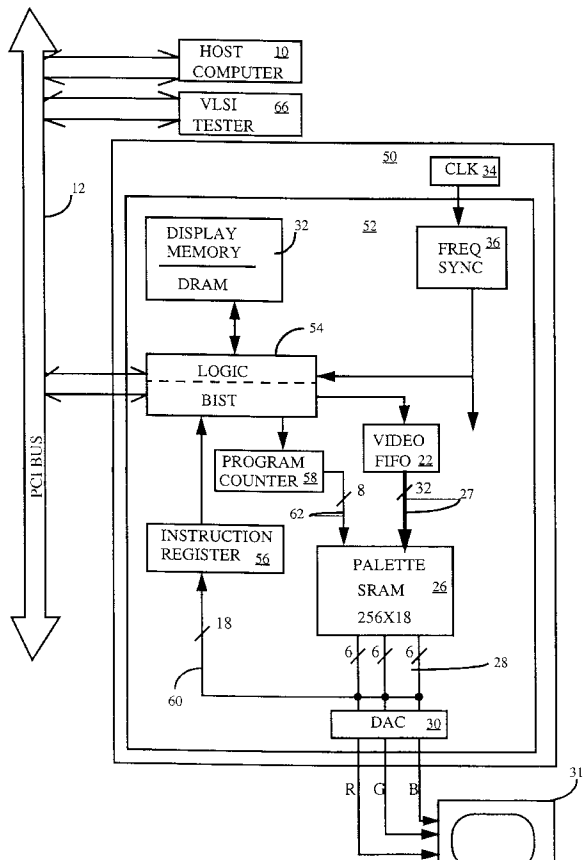 HOST 10
COMPUTER
VLSI 66
TESTER
50
CLK 34
12
DISPLAY
MEMORY
DRAM
32
52
FREQ 36
SYNC
54
LOGIC
BIST
PCI BUS
PROGRAM
COUNTER 58
VIDEO
FIFO 22
8
32
27
62
INSTRUCTION
REGISTER 56
PALETTE
SRAM 26
256X18
18
6 6 6
28
60
DAC 30
R G B
31